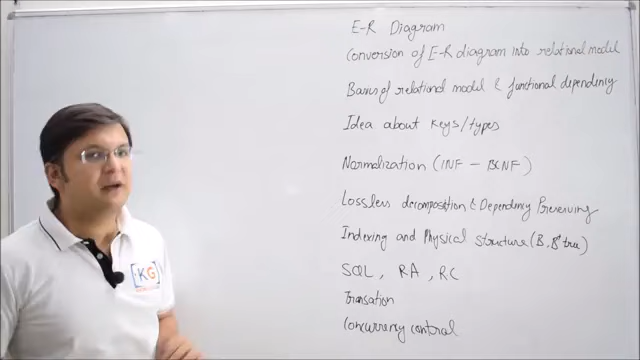 E-R Diagram
Conversion of E-R diagram into relational model
Basics of relational model & functional dependency
Idea about keys/types
Normalization (1NF - BCNF)
Lossless decomposition & Dependency Preserving
Indexing and Physical structure (B, B+ tree)
SQL, RA, RC
Transation
Concurrency control
KG